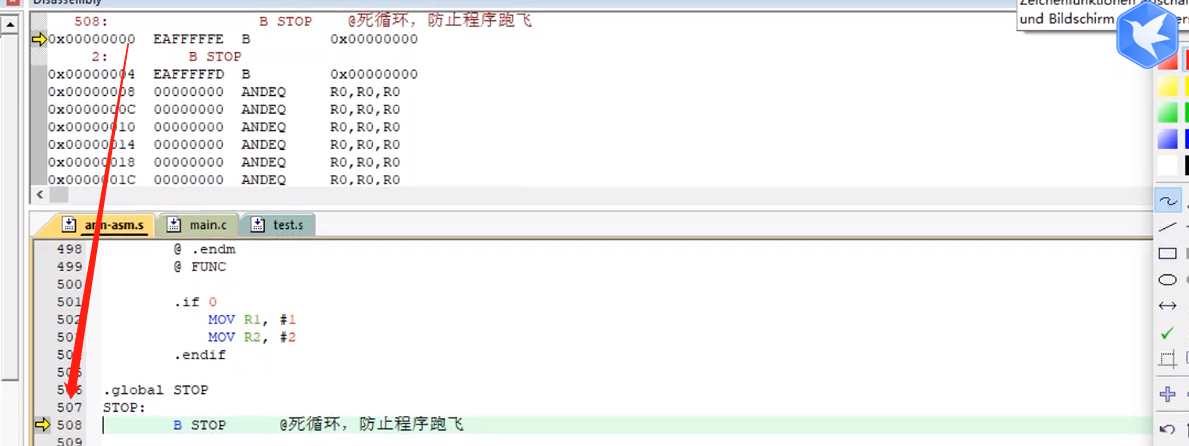 Disassembly
508: B STOP @死循环，防止程序跑飞
0x00000000 EAFFFFFE B 0x00000000
2: B STOP
0x00000004 EAFFFFFD B 0x00000000
0x00000008 00000000 ANDEQ R0,R0,R0
0x0000000C 00000000 ANDEQ R0,R0,R0
0x00000010 00000000 ANDEQ R0,R0,R0
0x00000014 00000000 ANDEQ R0,R0,R0
0x00000018 00000000 ANDEQ R0,R0,R0
0x0000001C 00000000 ANDEQ R0,R0,R0
und Bildschirm
arm-asm.s main.c test.s
498 @ .endm
499 @ FUNC
500
501 .if 0
502 MOV R1, #1
503 MOV R2, #2
504 .endif
505
506 .global STOP
507 STOP:
508 B STOP @死循环，防止程序跑飞
509